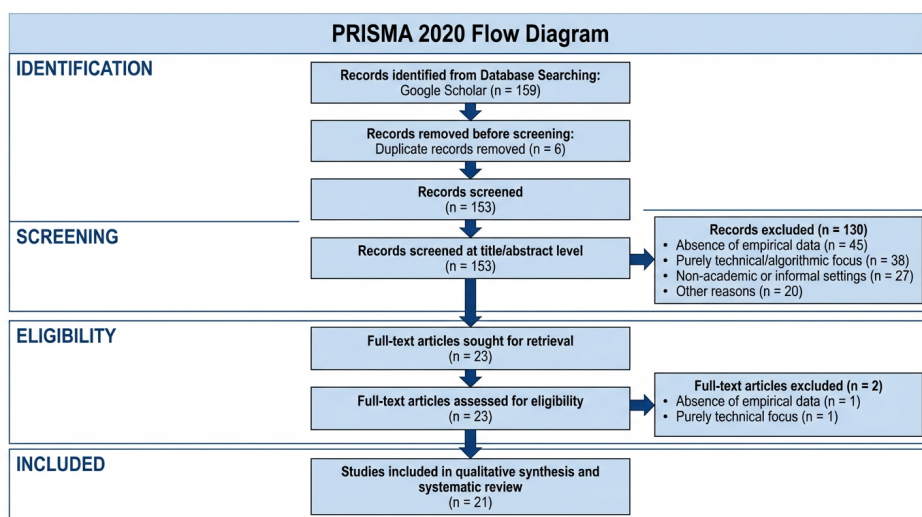 PRISMA 2020 Flow Diagram
IDENTIFICATION
Records identified from Database Searching:
Google Scholar (n = 159)
Records removed before screening:
Duplicate records removed (n = 6)
Records screened
(n = 153)
SCREENING
Records screened at title/abstract level
(n = 153)
Records excluded (n = 130)
• Absence of empirical data (n = 45)
• Purely technical/algorithmic focus (n = 38)
• Non-academic or informal settings (n = 27)
• Other reasons (n = 20)
ELIGIBILITY
Full-text articles sought for retrieval
(n = 23)
Full-text articles assessed for eligibility
(n = 23)
Full-text articles excluded (n = 2)
• Absence of empirical data (n = 1)
• Purely technical focus (n = 1)
INCLUDED
Studies included in qualitative synthesis and
systematic review
(n = 21)